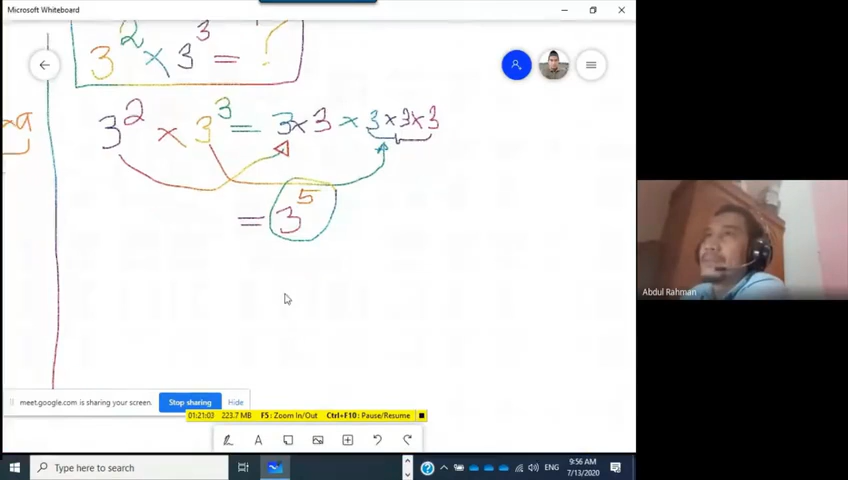 Microsoft Whiteboard
3² × 3³ = ?
×a
3² × 3³ = 3×3 × 3×3×3
= 3⁵
Abdul Rahman
meet.google.com is sharing your screen. Stop sharing Hide
01:21:03 223.7 MB F5: Zoom In/Out Ctrl+F10: Pause/Resume
A
Type here to search
ENG
9:56 AM
7/13/2020